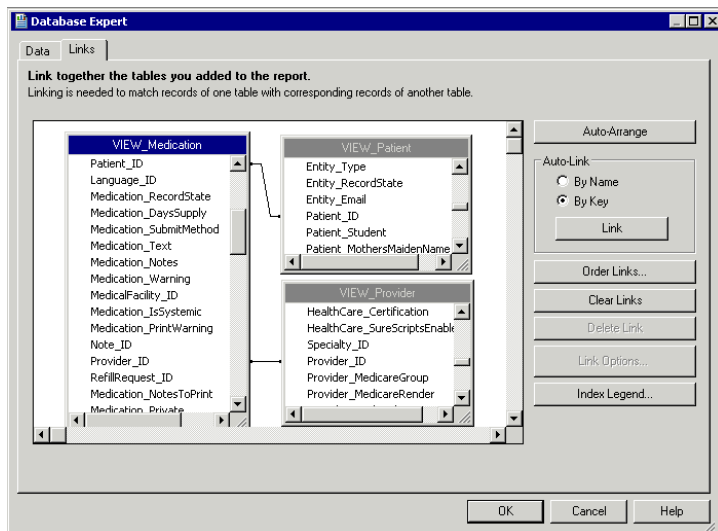 Database Expert
Data
Links
Link together the tables you added to the report.
Linking is needed to match records of one table with corresponding records of another table.
VIEW_Medication
Patient_ID
Language_ID
Medication_RecordState
Medication_DaysSupply
Medication_SubmitMethod
Medication_Text
Medication_Notes
Medication_Warning
MedicalFacility_ID
Medication_IsSystemic
Medication_PrintWarning
Note_ID
Provider_ID
RefillRequest_ID
Medication_NotesToPrint
Medication_Private
VIEW_Patient
Entity_Type
Entity_RecordState
Entity_Email
Patient_ID
Patient_Student
Patient_MothersMaidenName
VIEW_Provider
HealthCare_Certification
HealthCare_SureScriptsEnable
Specialty_ID
Provider_ID
Provider_MedicareGroup
Provider_MedicareRender
Auto-Arrange
Auto-Link
By Name
By Key
Link
Order Links...
Clear Links
Delete Link
Link Options...
Index Legend...
OK
Cancel
Help